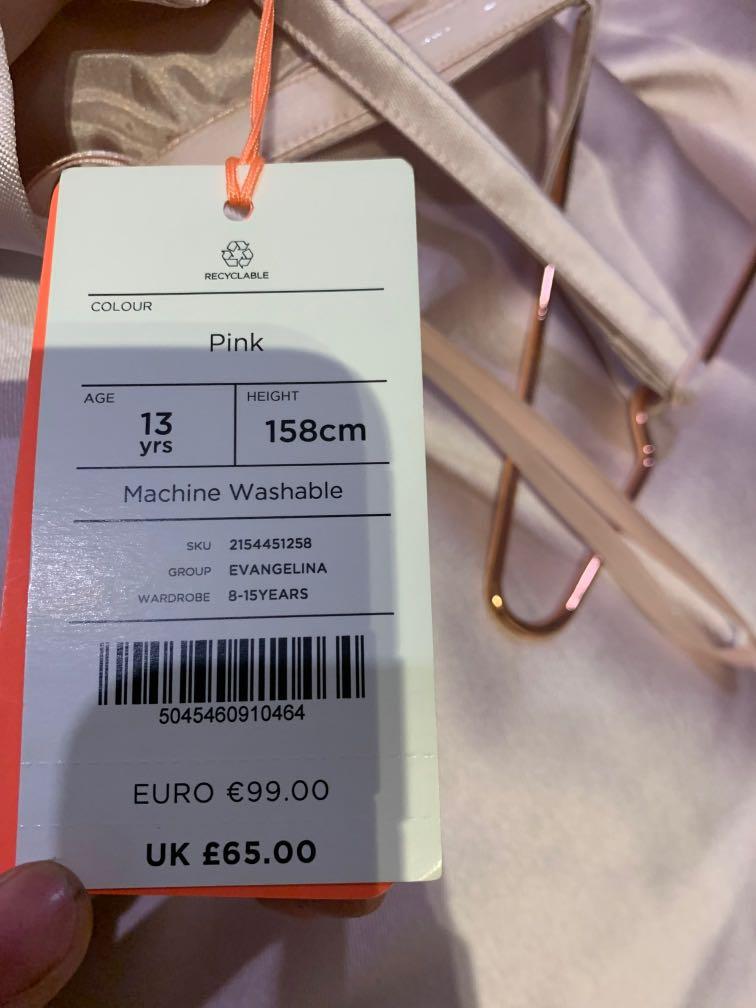 RECYCLABLE
COLOUR
Pink
AGE
13
yrs
HEIGHT
158cm
Machine Washable
SKU 2154451258
GROUP EVANGELINA
WARDROBE 8-15YEARS
5045460910464
EURO €99.00
UK £65.00